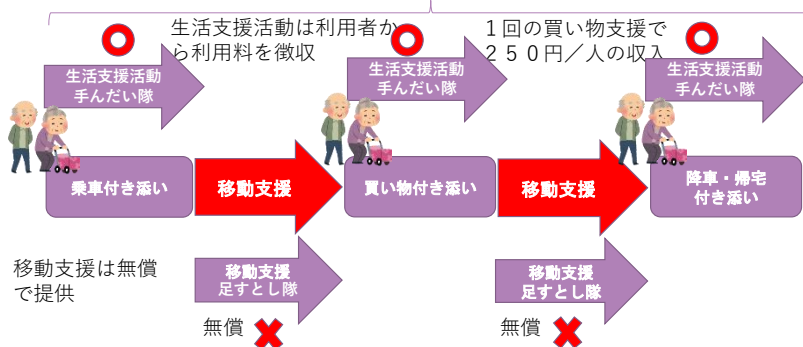 生活支援活動は利用者か
ら利用料を徴収
１回の買い物支援で
２５０円／人の収入
生活支援活動
手んだい隊
生活支援活動
手んだい隊
生活支援活動
手んだい隊
乗車付き添い
移動支援
買い物付き添い
移動支援
降車・帰宅
付き添い
移動支援は無償
で提供
移動支援
足すとし隊
移動支援
足すとし隊
無償
無償